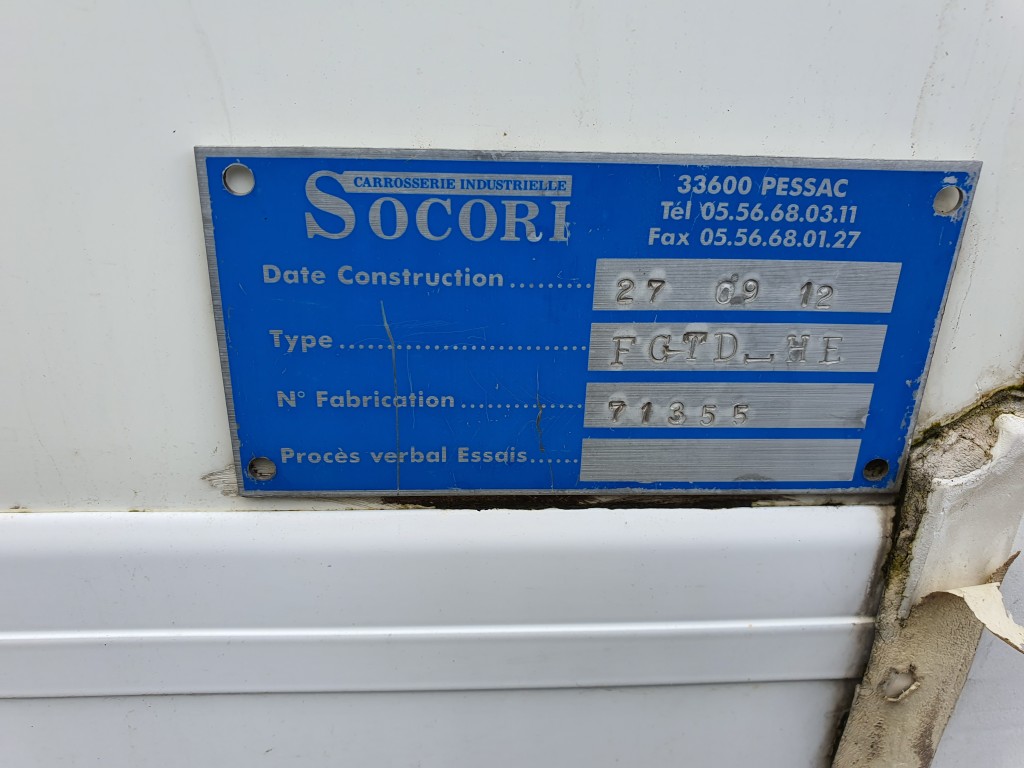 CARROSSERIE INDUSTRIELLE
SOCORI
33600 PESSAC
Tél 05.56.68.03.11
Fax 05.56.68.01.27
Date Construction........ 27 09 12
Type.............................. FGTD_HE
N° Fabrication............... 71355
Procès verbal Essais......